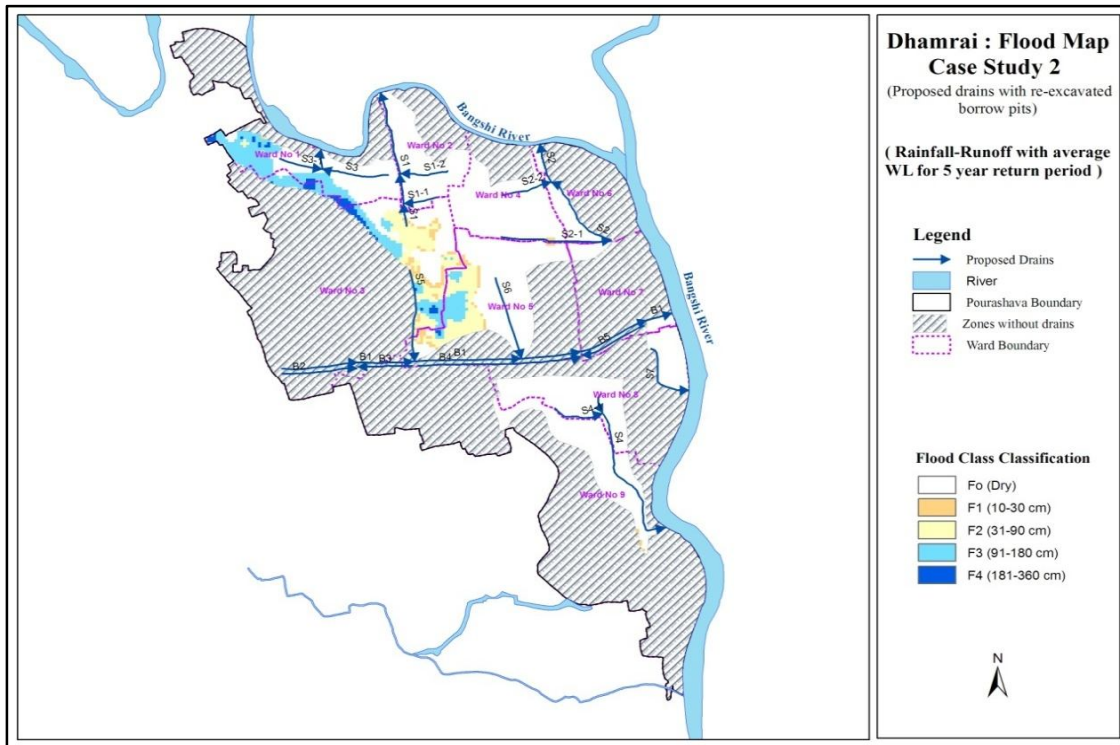 Dhamrai : Flood Map
Case Study 2
(Proposed drains with re-excavated
borrow pits)
( Rainfall-Runoff with average
WL for 5 year return period )
Legend
Proposed Drains
River
Pourashava Boundary
Zones without drains
Ward Boundary
Flood Class Classification
Fo (Dry)
F1 (10-30 cm)
F2 (31-90 cm)
F3 (91-180 cm)
F4 (181-360 cm)
N
Bangshi River
Bangshi River
Ward No 1
Ward No 2
Ward No 3
Ward No 4
Ward No 5
Ward No 6
Ward No 7
Ward No 8
Ward No 9
S3-1
S3
S1
S1-2
S1-1
S1
S2
S2-2
S2
S2-1
S5
S6
B1
B5
B2
B1
B3
B4
B1
S7
S4
S4